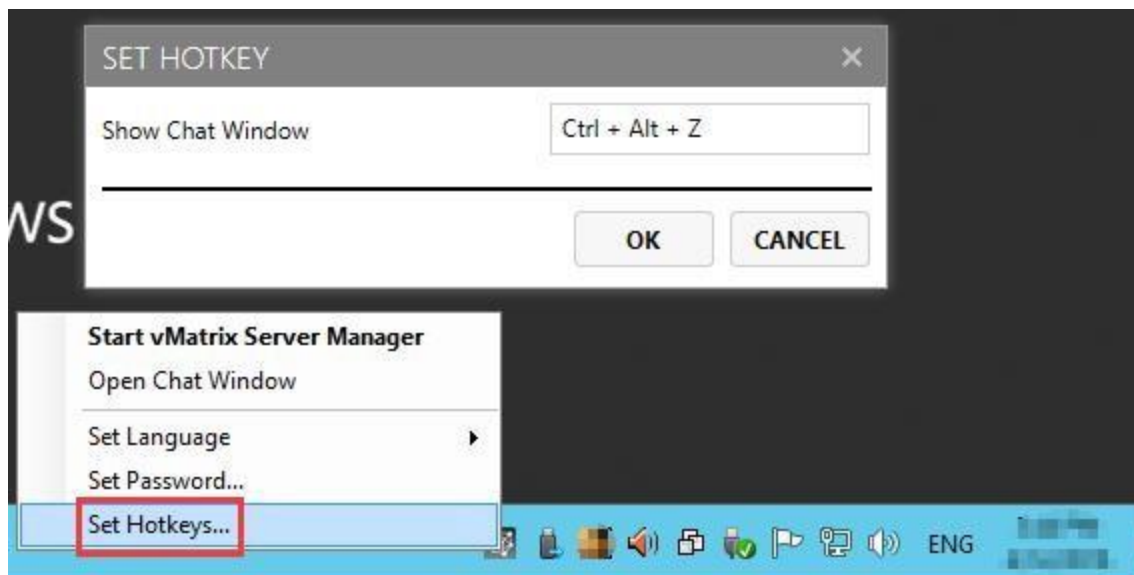 SET HOTKEY
Show Chat Window
Ctrl + Alt + Z
OK
CANCEL
Start vMatrix Server Manager
Open Chat Window
Set Language
Set Password...
Set Hotkeys...
ENG